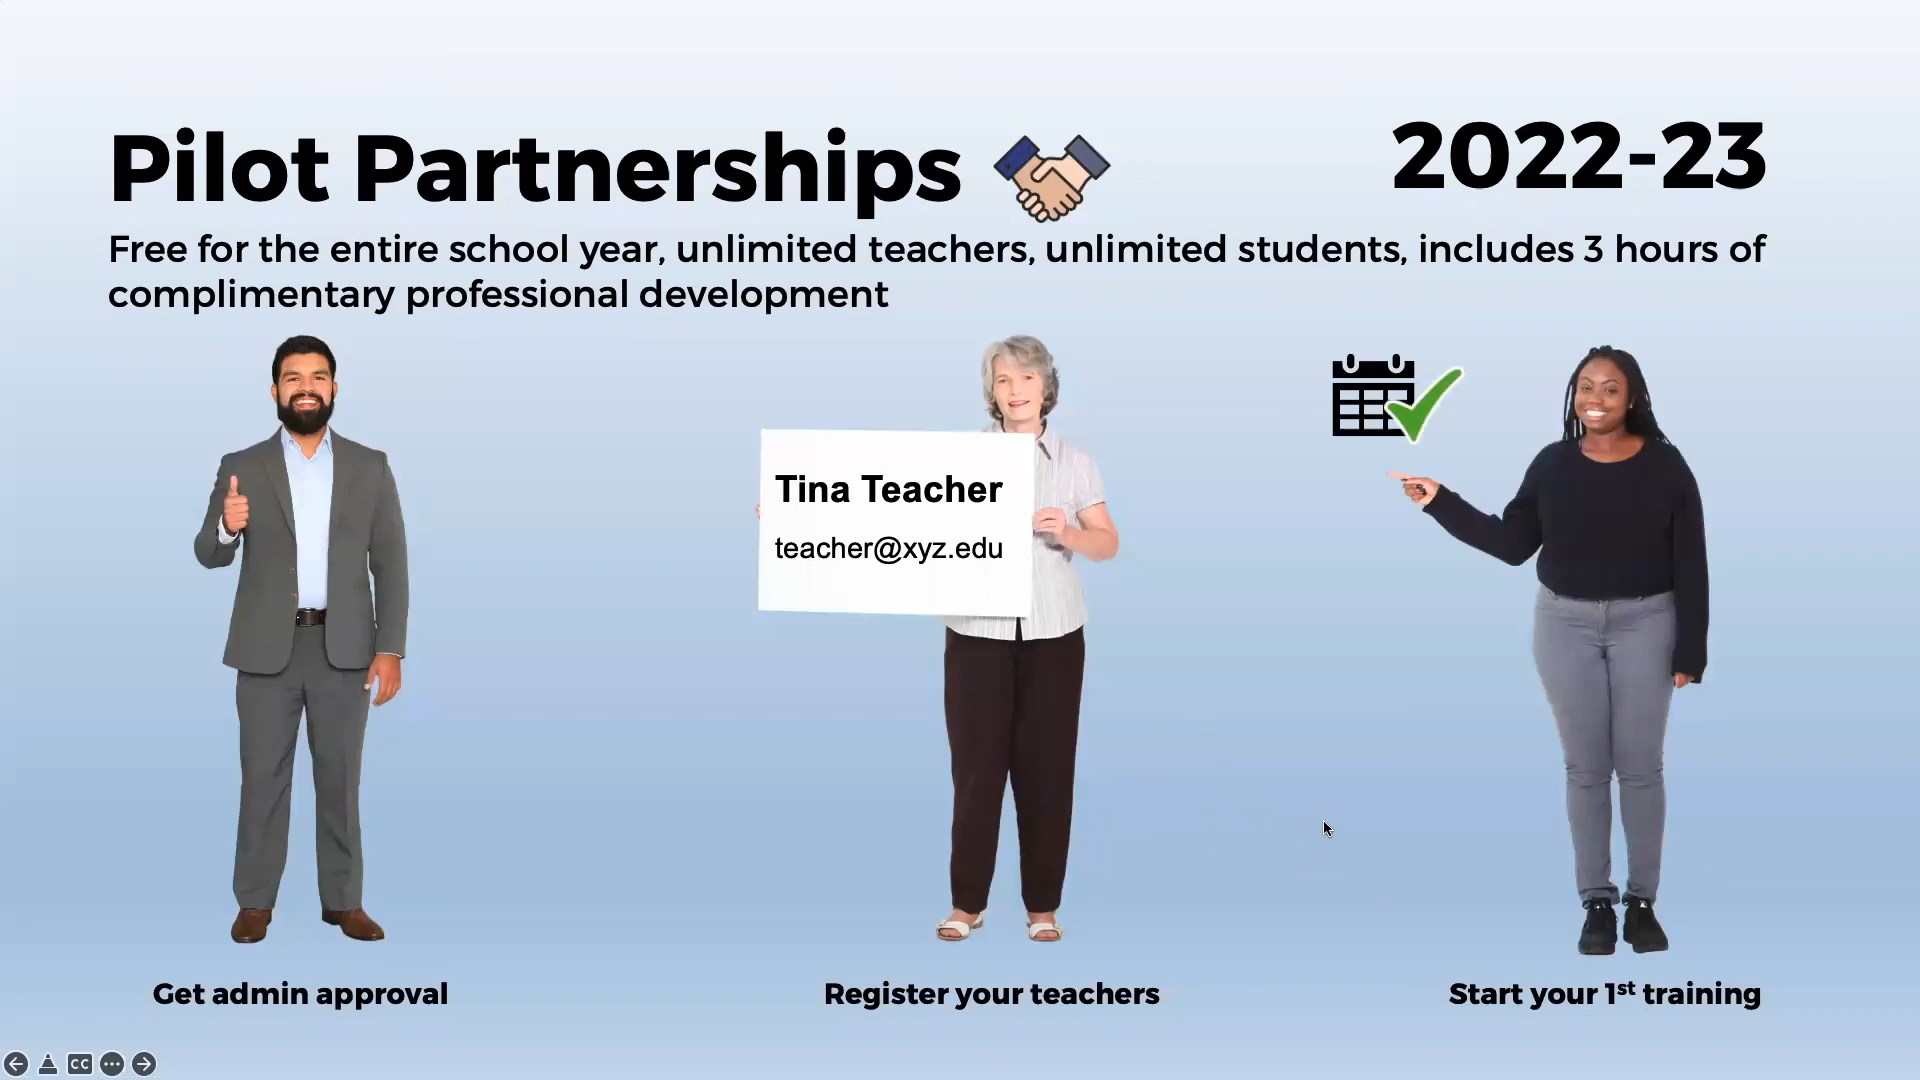 Pilot Partnerships
2022-23
Free for the entire school year, unlimited teachers, unlimited students, includes 3 hours of
complimentary professional development
Tina Teacher
teacher@xyz.edu
Get admin approval
Register your teachers
Start your 1st training
CC